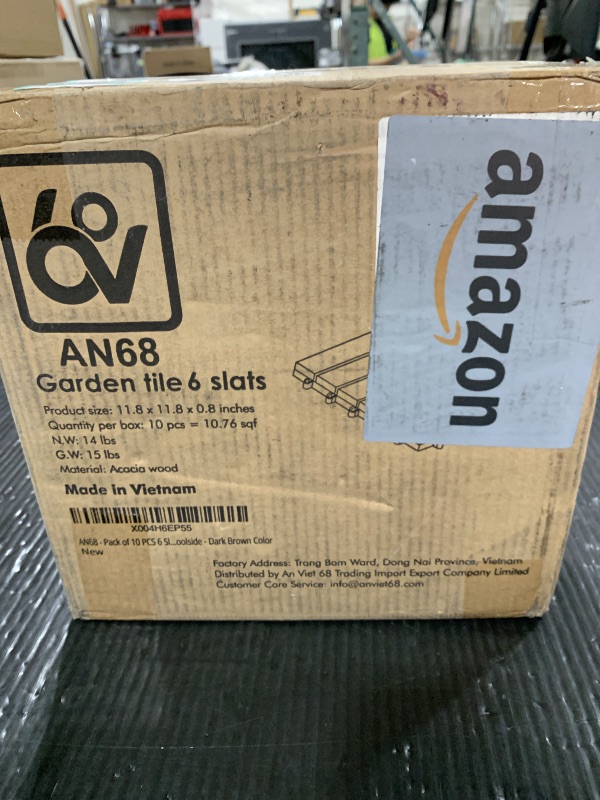 amazon
AN68
Garden tile 6 slats
Product size: 11.8 x 11.8 x 0.8 inches
Quantity per box: 10 pcs = 10.76 sqf
N.W: 14 lbs
G.W: 15 lbs
Material: Acacia wood
Made in Vietnam
X004H6EP55
AN68 - Pack of 10 PCS 6 Sl...oolside - Dark Brown Color
New
Factory Address: Trang Bom Ward, Dong Nai Province, Vietnam
Distributed by An Viet 68 Trading Import Export Company Limited
Customer Care Service: info@anviet68.com